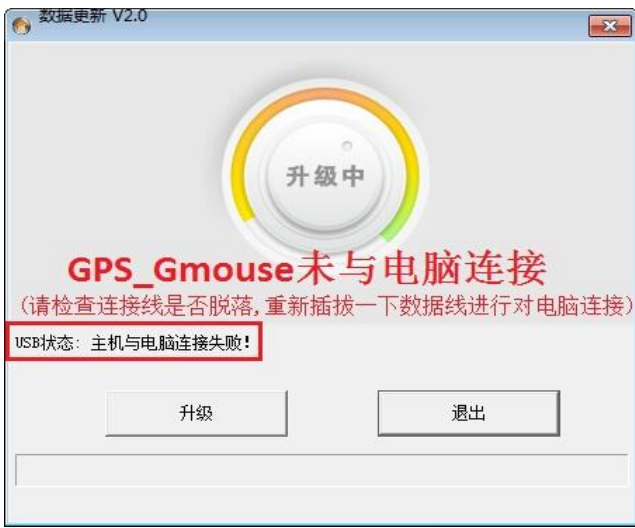 数据更新 V2.0
升级中
GPS_Gmouse未与电脑连接
(请检查连接线是否脱落,重新插拔一下数据线进行对电脑连接)
USB状态: 主机与电脑连接失败!
升级
退出